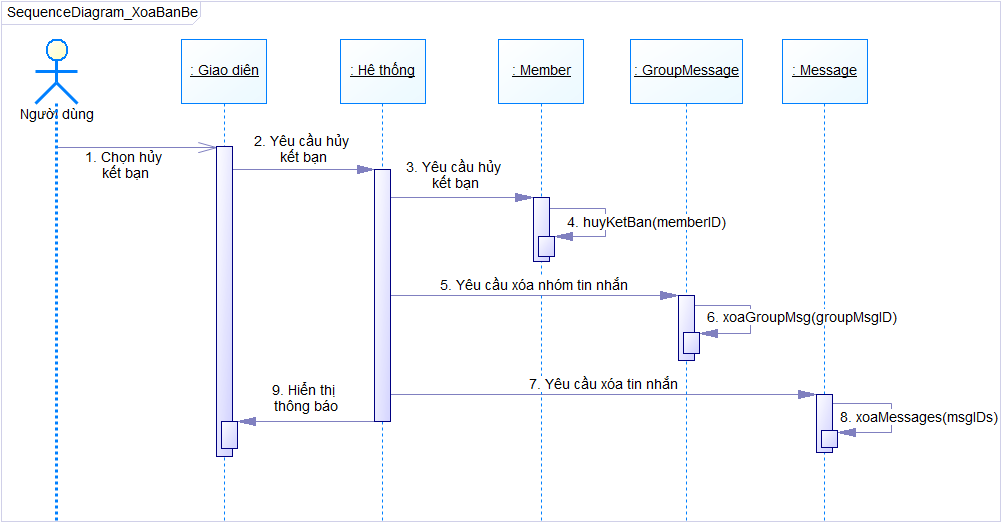 SequenceDiagram_XoaBanBe
: Giao diên
: Hê thống
: Member
: GroupMessage
: Message
Người dùng
1. Chọn hủy
kết bạn
2. Yêu cầu hủy
kết bạn
3. Yêu cầu hủy
kết bạn
4. huyKetBan(memberID)
5. Yêu cầu xóa nhóm tin nhắn
6. xoaGroupMsg(groupMsgID)
7. Yêu cầu xóa tin nhắn
8. xoaMessages(msgIDs)
9. Hiển thị
thông báo